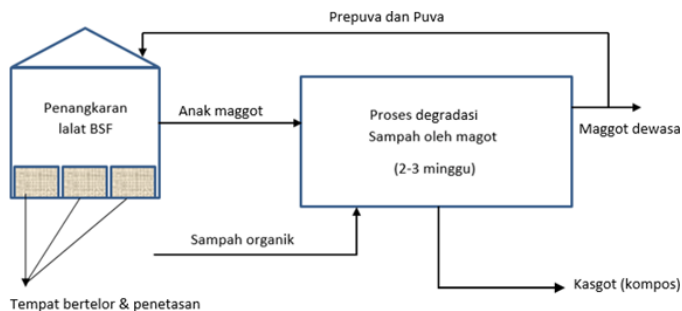 Prepuva dan Puva
Penangkaran
lalat BSF
Anak maggot
Proses degradasi
Sampah oleh magot
(2-3 minggu)
Maggot dewasa
Sampah organik
Kasgot (kompos)
Tempat bertelor & penetasan